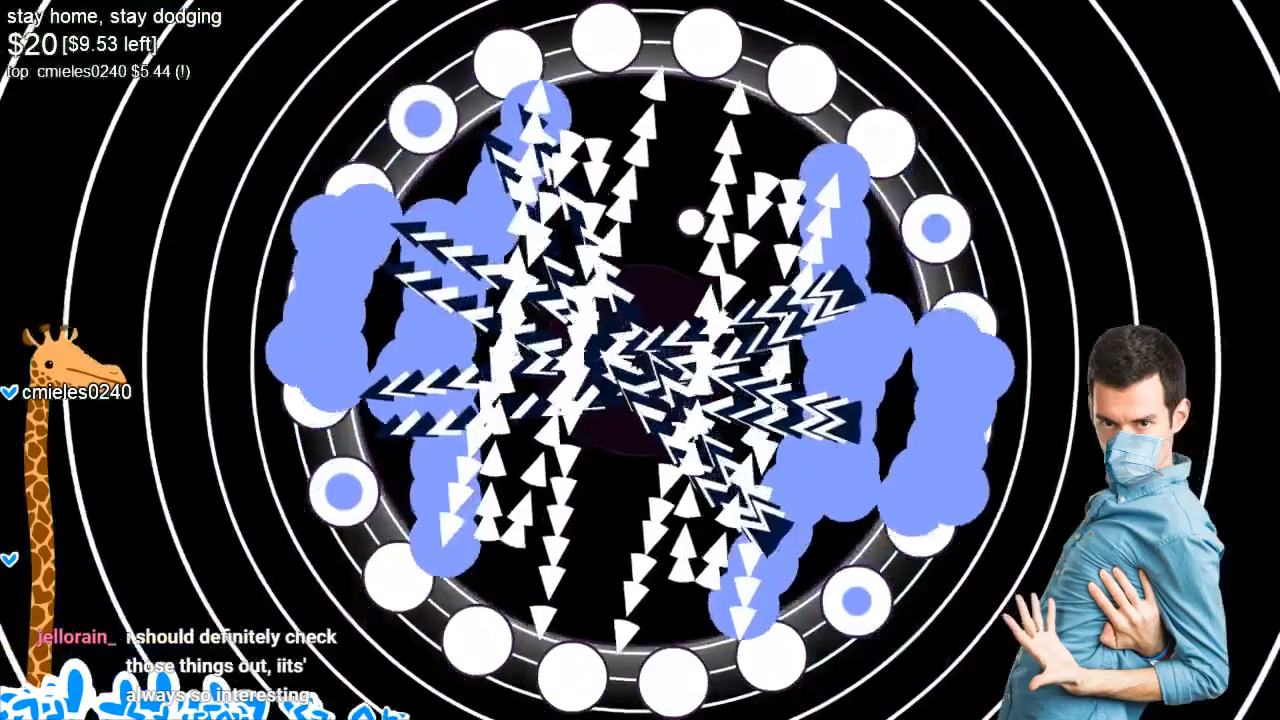 stay home, stay dodging
$20 [$9.53 left]
top cmieles0240 $5 44 (!)
cmieles0240
jellorain_ i should definitely check
those things out, iits'
always so interesting